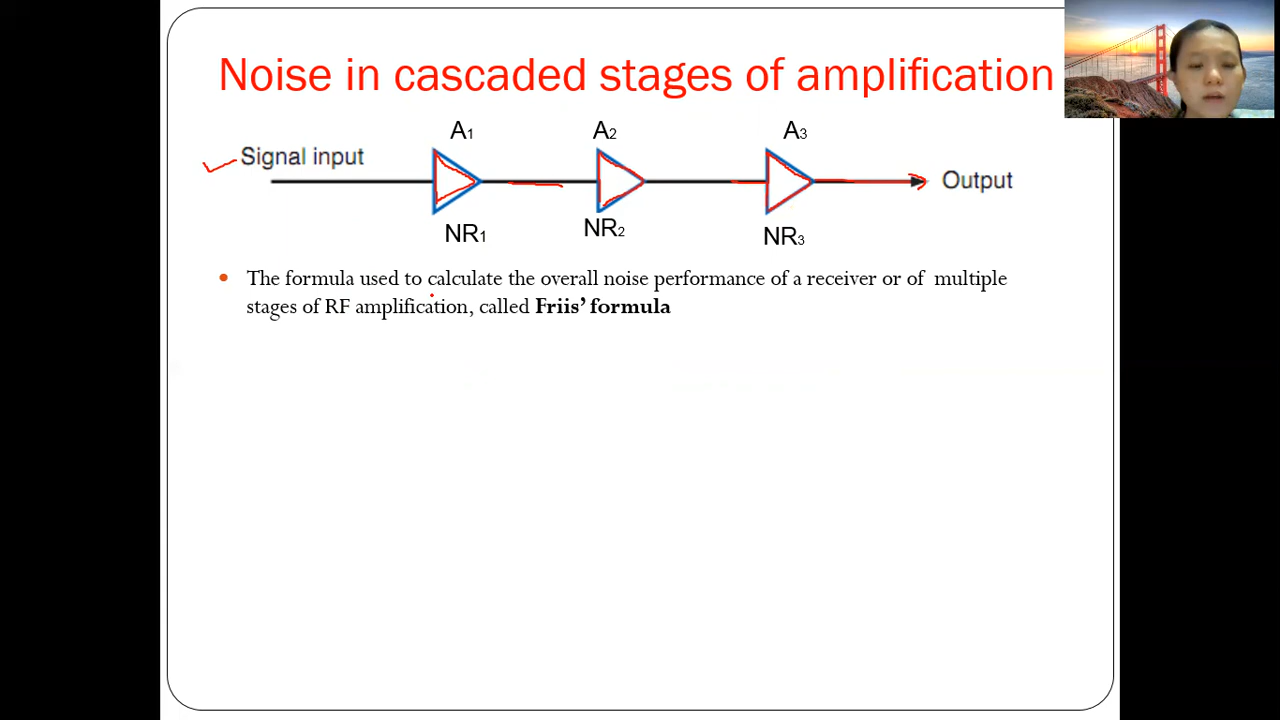 Noise in cascaded stages of amplification
A1 A2 A3
Signal input
Output
NR1 NR2 NR3
• The formula used to calculate the overall noise performance of a receiver or of multiple
stages of RF amplification, called Friis’ formula